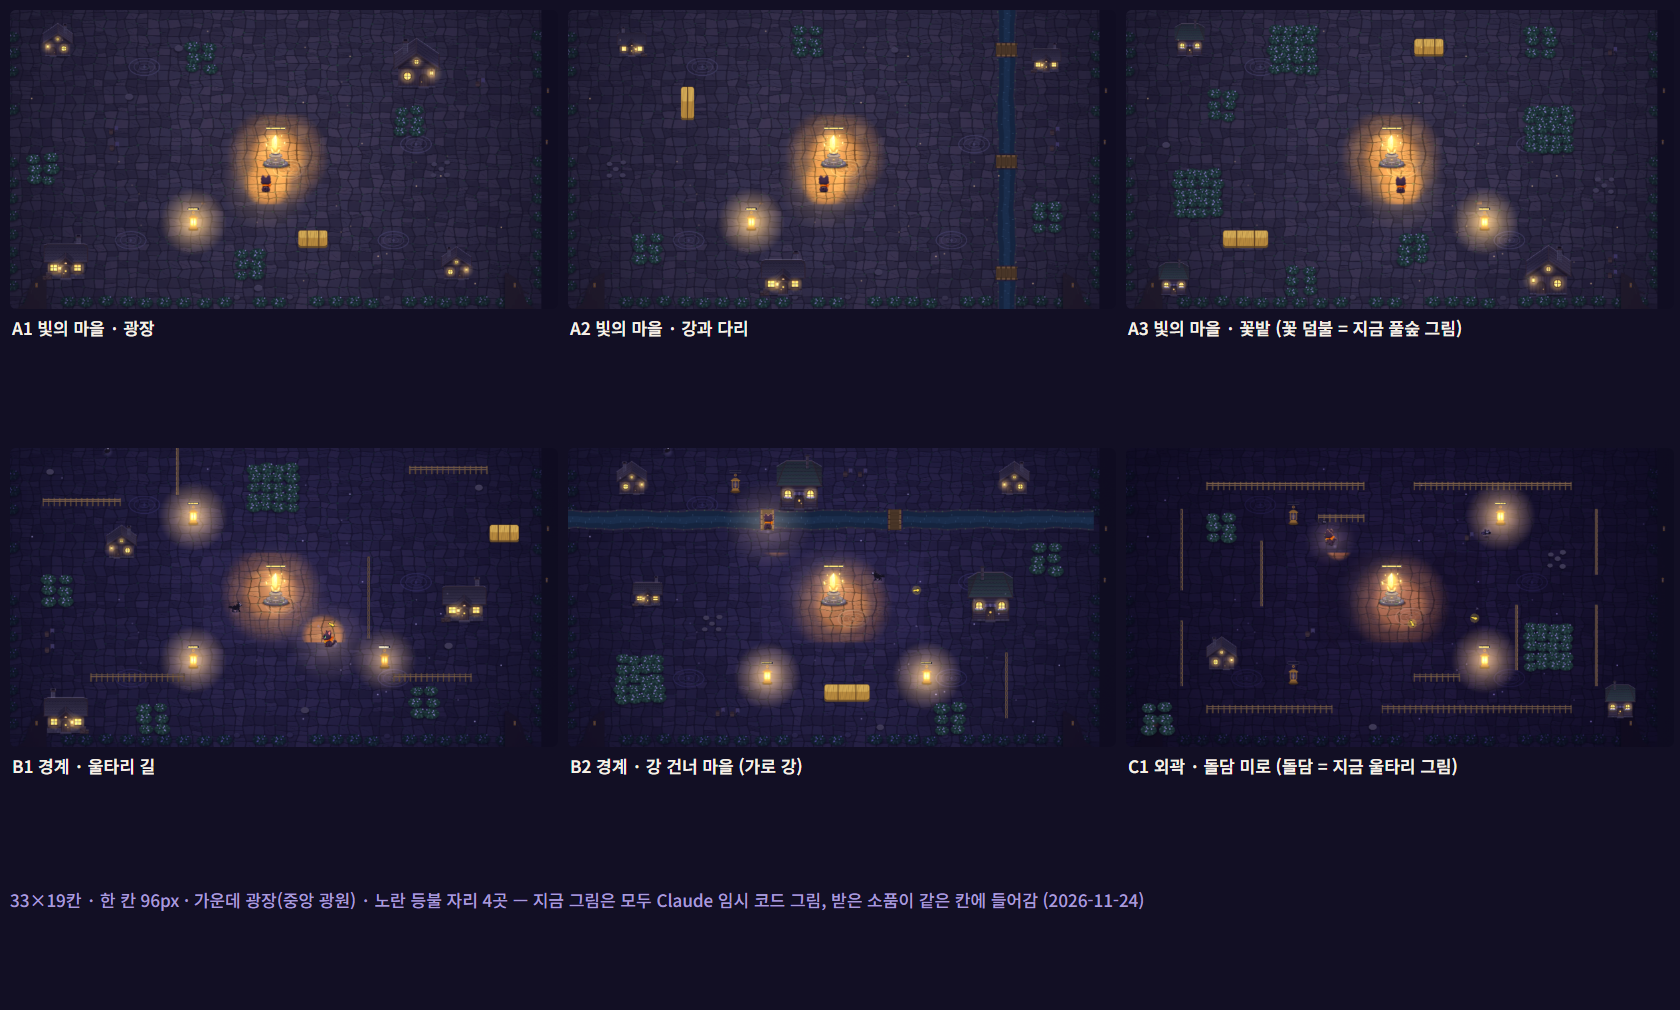 A1 빛의 마을 · 광장
A2 빛의 마을 · 강과 다리
A3 빛의 마을 · 꽃밭 (꽃 덤불 = 지금 풀숲 그림)
B1 경계 · 울타리 길
B2 경계 · 강 건너 마을 (가로 강)
C1 외곽 · 돌담 미로 (돌담 = 지금 울타리 그림)
33×19칸 · 한 칸 96px · 가운데 광장(중앙 광원) · 노란 등불 자리 4곳 — 지금 그림은 모두 Claude 임시 코드 그림, 받은 소품이 같은 칸에 들어감 (2026-11-24)